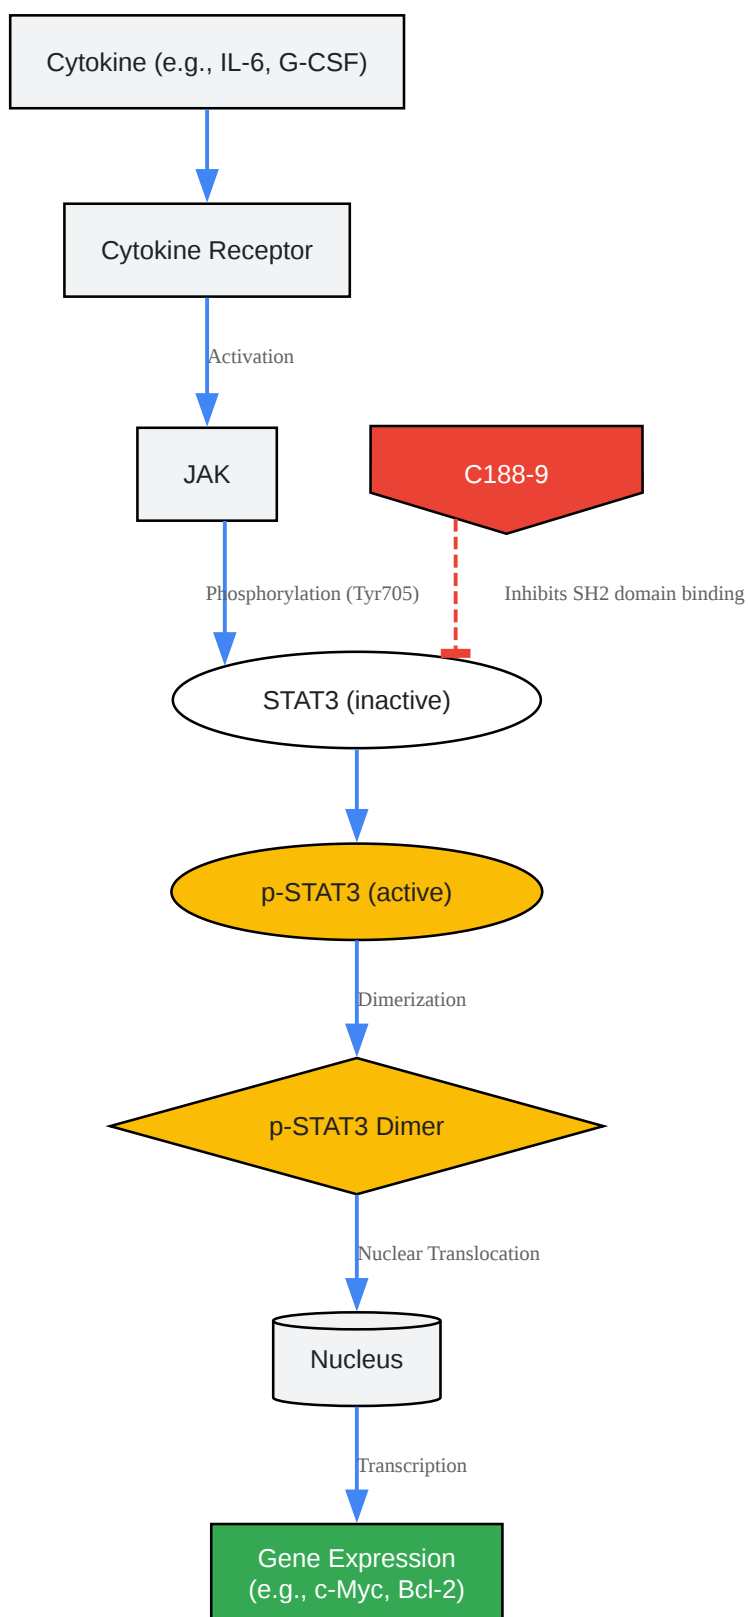 Cytokine (e.g., IL-6, G-CSF)
Cytokine Receptor
Activation
JAK
C188-9
Phosphorylation (Tyr705)
Inhibits SH2 domain binding
STAT3 (inactive)
p-STAT3 (active)
Dimerization
p-STAT3 Dimer
Nuclear Translocation
Nucleus
Transcription
Gene Expression
(e.g., c-Myc, Bcl-2)